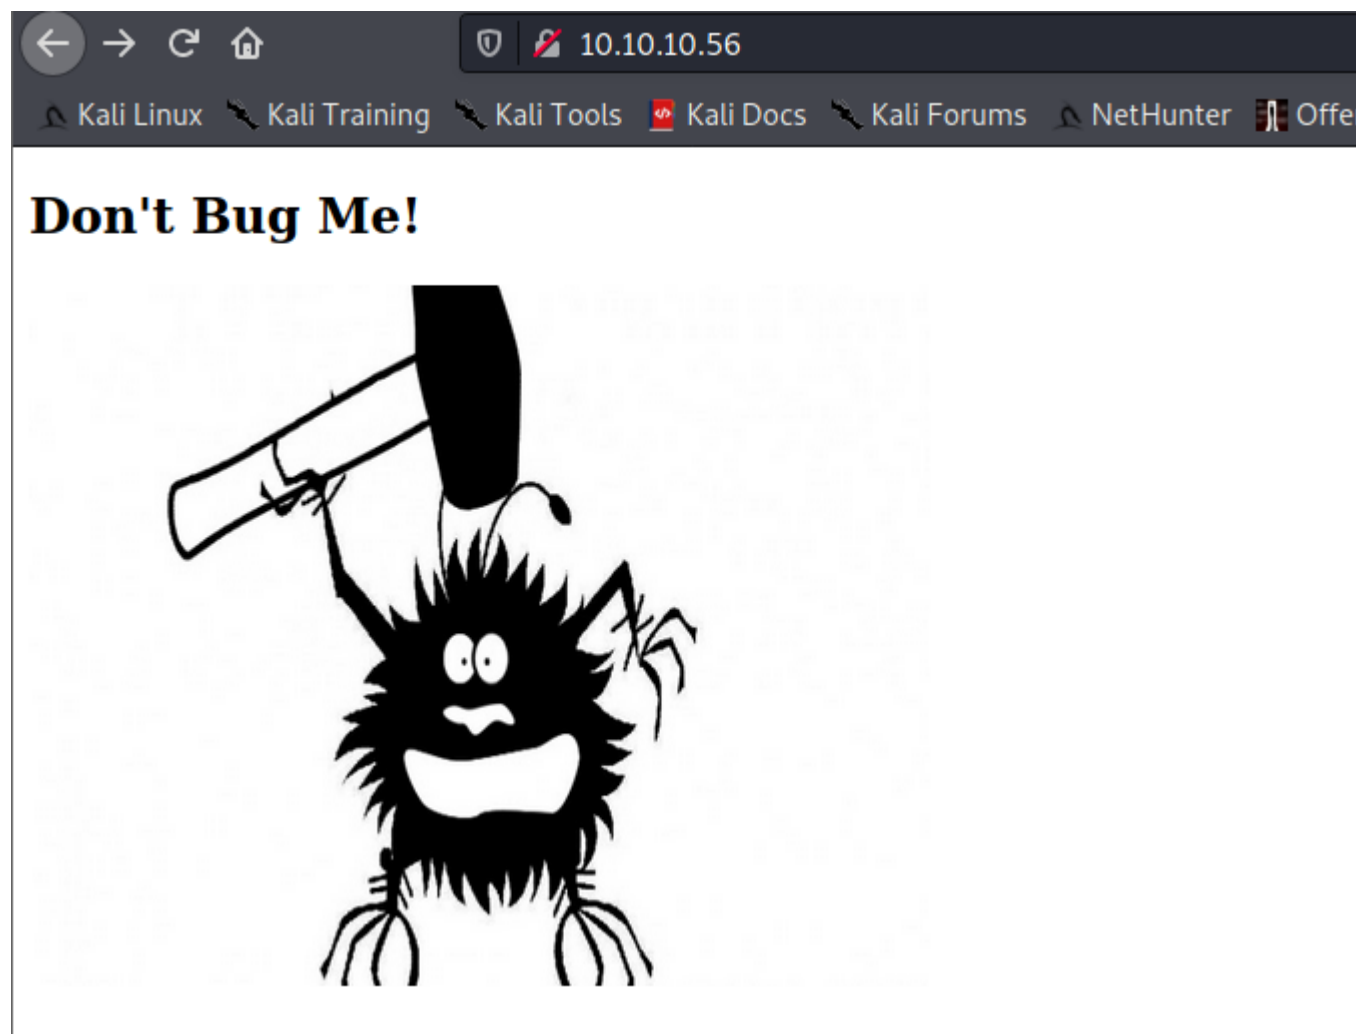 10.10.10.56
Kali Linux Kali Training Kali Tools Kali Docs Kali Forums NetHunter
Don't Bug Me!